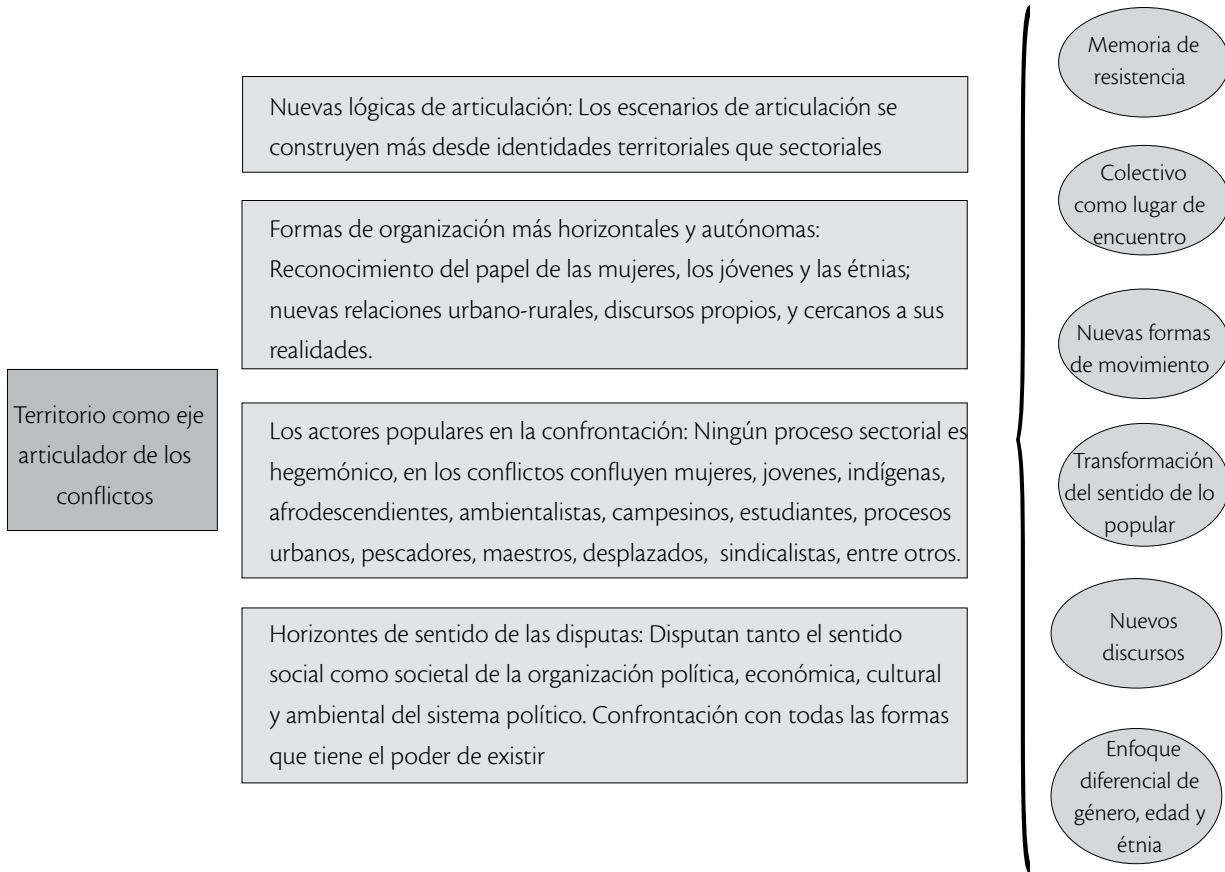 Territorio como eje
articulador de los
conflictos
Nuevas lógicas de articulación: Los escenarios de articulación se
construyen más desde identidades territoriales que sectoriales
Formas de organización más horizontales y autónomas:
Reconocimiento del papel de las mujeres, los jóvenes y las étnias;
nuevas relaciones urbano-rurales, discursos propios, y cercanos a sus
realidades.
Los actores populares en la confrontación: Ningún proceso sectorial es
hegemónico, en los conflictos confluyen mujeres, jovenes, indígenas,
afrodescendientes, ambientalistas, campesinos, estudiantes, procesos
urbanos, pescadores, maestros, desplazados, sindicalistas, entre otros.
Horizontes de sentido de las disputas: Disputan tanto el sentido
social como societal de la organización política, económica, cultural
y ambiental del sistema político. Confrontación con todas las formas
que tiene el poder de existir
Memoria de
resistencia
Colectivo
como lugar de
encuentro
Nuevas formas
de movimiento
Transformación
del sentido de lo
popular
Nuevos
discursos
Enfoque
diferencial de
género, edad y
étnia